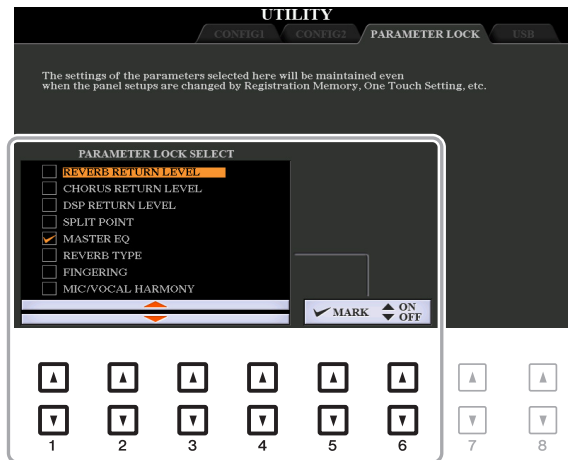 UTILITY
CONFIG1 CONFIG2 PARAMETER LOCK USB
The settings of the parameters selected here will be maintained even
when the panel setups are changed by Registration Memory, One Touch Setting, etc.
PARAMETER LOCK SELECT
REVERB RETURN LEVEL
CHORUS RETURN LEVEL
DSP RETURN LEVEL
SPLIT POINT
MASTER EQ
REVERB TYPE
FINGERING
MIC/VOCAL HARMONY
MARK ON
OFF
1 2 3 4 5 6 7 8